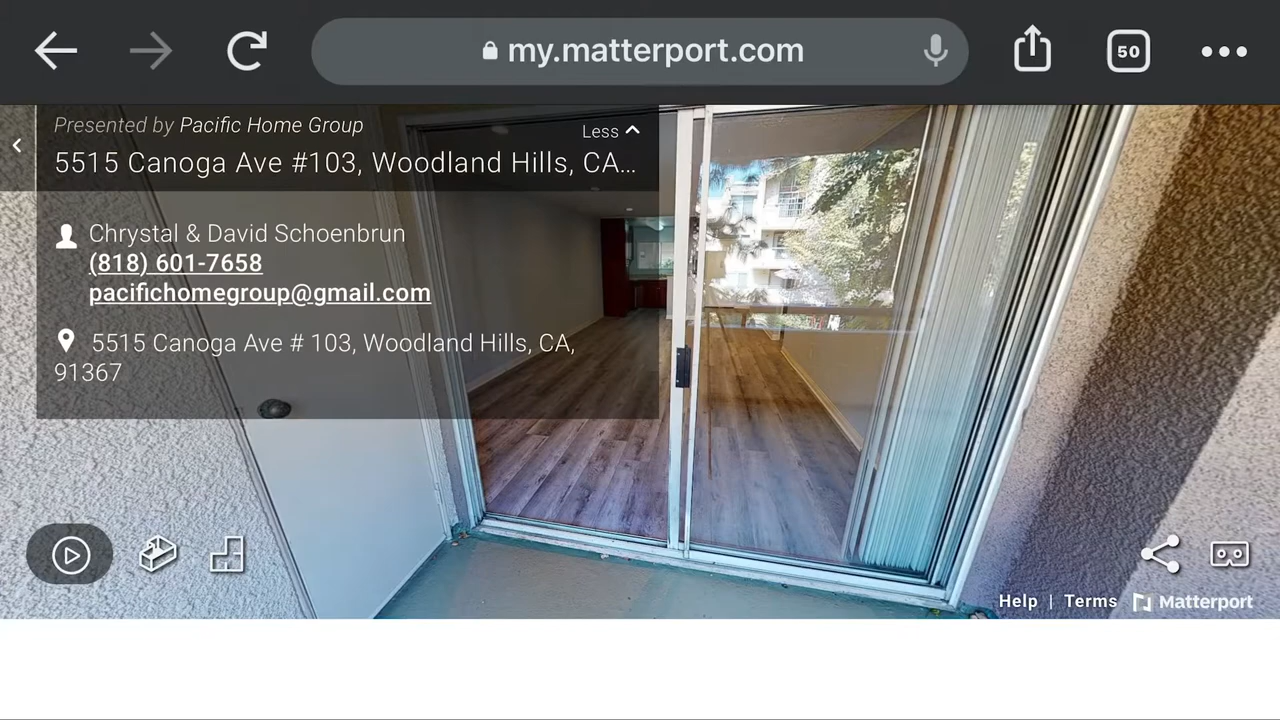 my.matterport.com
50
Presented by Pacific Home Group
Less
5515 Canoga Ave #103, Woodland Hills, CA...
Chrystal & David Schoenbrun
(818) 601-7658
pacifichomegroup@gmail.com
5515 Canoga Ave # 103, Woodland Hills, CA,
91367
Help | Terms Matterport